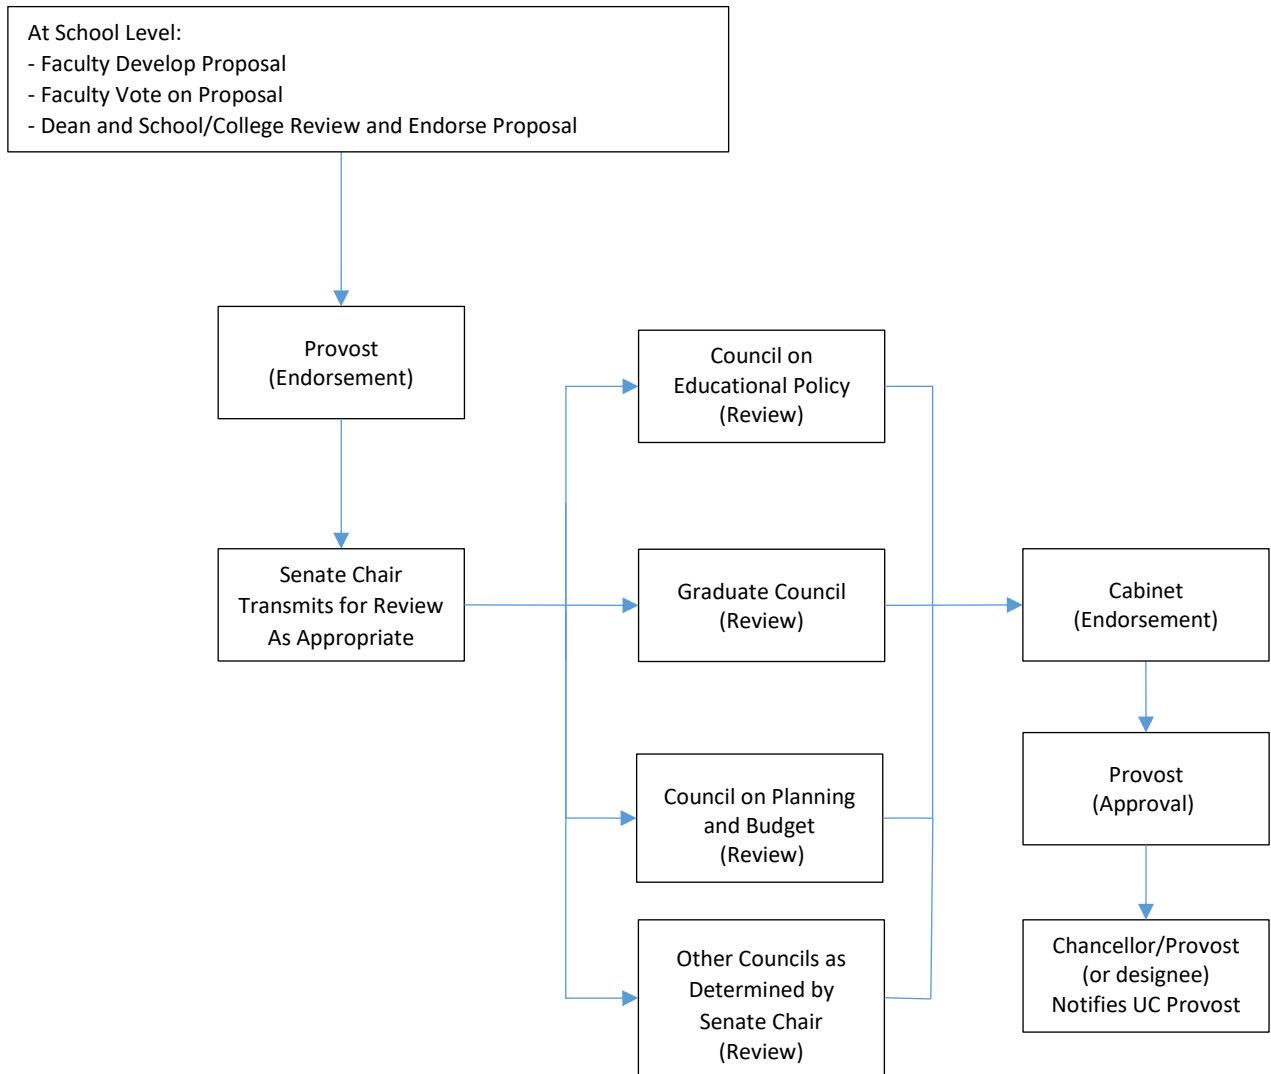 At School Level:
- Faculty Develop Proposal
- Faculty Vote on Proposal
- Dean and School/College Review and Endorse Proposal
Provost
(Endorsement)
Senate Chair
Transmits for Review
As Appropriate
Council on
Educational Policy
(Review)
Graduate Council
(Review)
Council on Planning
and Budget
(Review)
Other Councils as
Determined by
Senate Chair
(Review)
Cabinet
(Endorsement)
Provost
(Approval)
Chancellor/Provost
(or designee)
Notifies UC Provost